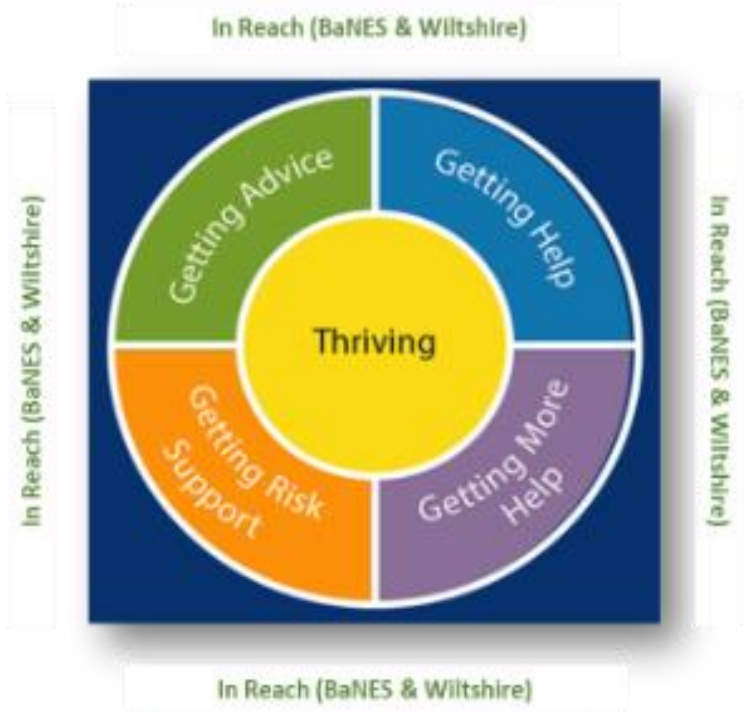 In Reach (BaNES & Wiltshire)
In Reach (BaNES & Wiltshire)
Getting Advice
Getting Help
Thriving
Getting Risk
Support
Getting More
Help
In Reach (BaNES & Wiltshire)
In Reach (BaNES & Wiltshire)